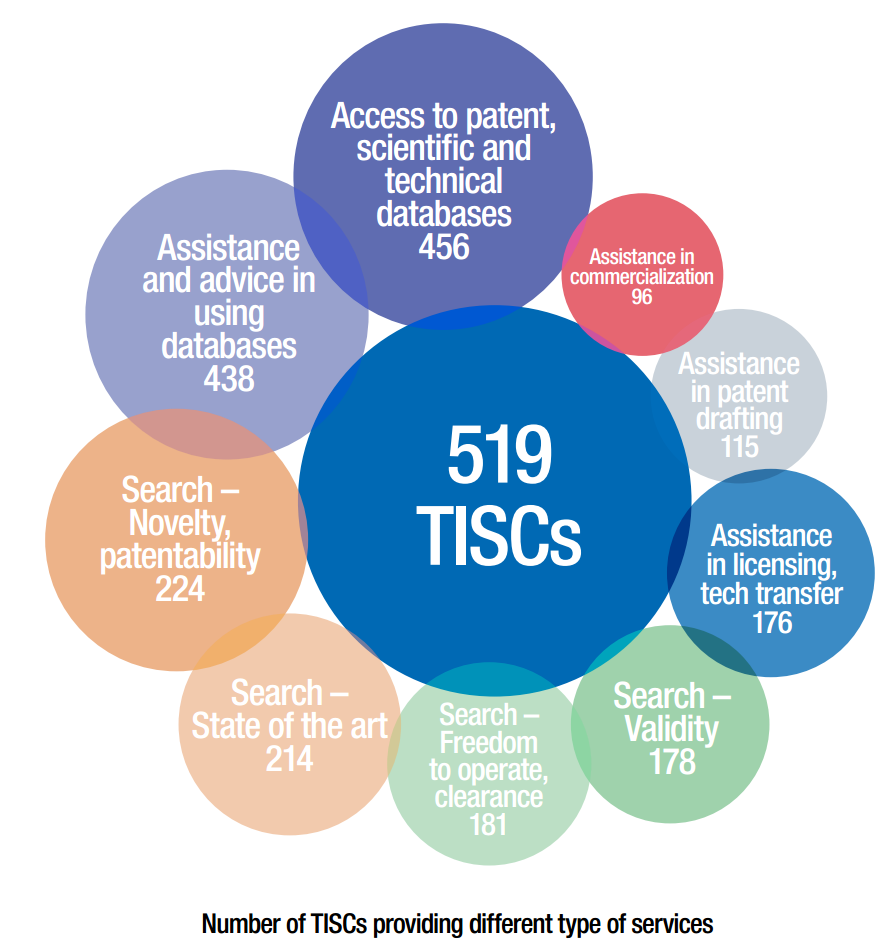 Access to patent,
scientific and
technical
databases
456
Assistance in
commercialization
96
Assistance
and advice in
using
databases
438
Assistance
in patent
drafting
115
519
TISCs
Search –
Novelty,
patentability
224
Assistance
in licensing,
tech transfer
176
Search –
State of the art
214
Search –
Freedom
to operate,
clearance
181
Search –
Validity
178
Number of TISCs providing different type of services